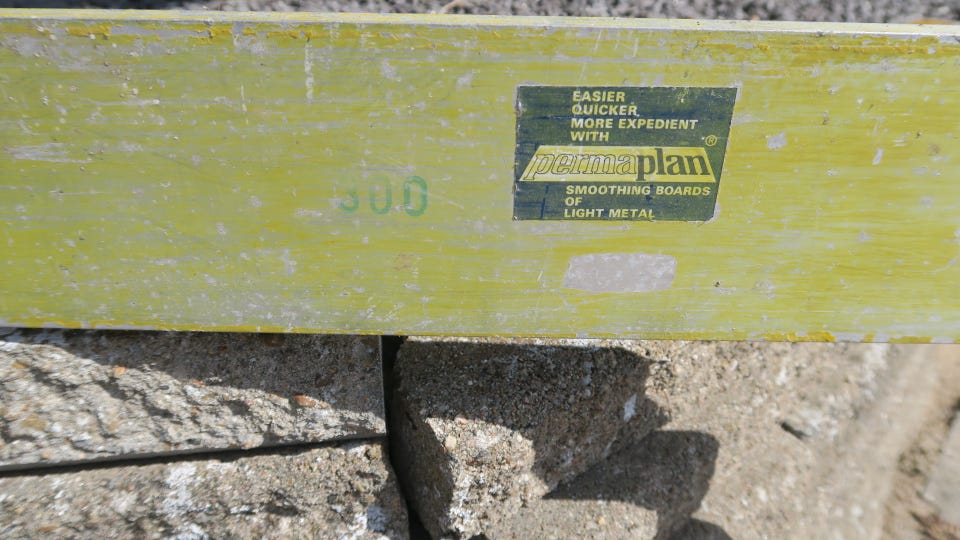 EASIER
QUICKER
MORE EXPEDIENT
WITH
permaplan®
SMOOTHING BOARDS
OF
LIGHT METAL
300